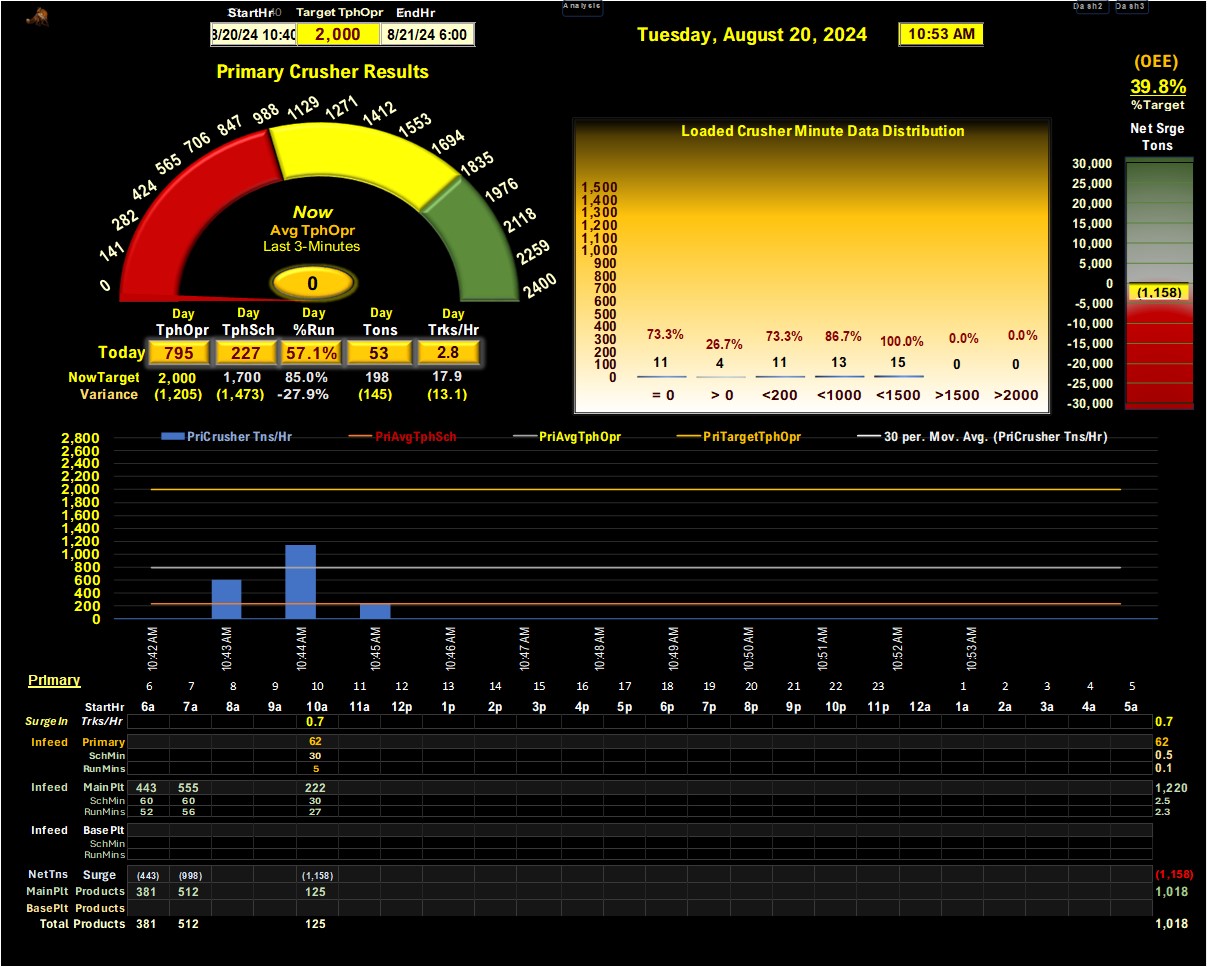 StartHr Target TphOpr EndHr
8/20/24 10:40 2,000 8/21/24 6:00
Analysis
Dash2 Dash3
Tuesday, August 20, 2024 10:53 AM
(OEE)
39.8%
%Target
Primary Crusher Results
0 141 282 424 565 706 847 988 1129 1271 1412 1553 1694 1835 1976 2118 2259 2400
Now
Avg TphOpr
Last 3-Minutes
0
Day Day Day Day Day
TphOpr TphSch %Run Tons Trks/Hr
Today 795 227 57.1% 53 2.8
NowTarget 2,000 1,700 85.0% 198 17.9
Variance (1,205) (1,473) -27.9% (145) (13.1)
Loaded Crusher Minute Data Distribution
1,500
1,400
1,300
1,200
1,100
1,000
900
800
700
600
500
400
300
200
100
0
73.3% 26.7% 73.3% 86.7% 100.0% 0.0% 0.0%
11 4 11 13 15 0 0
= 0 > 0 <200 <1000 <1500 >1500 >2000
Net Srge
Tons
30,000
25,000
20,000
15,000
10,000
5,000
0
(1,158)
-5,000
-10,000
-15,000
-20,000
-25,000
-30,000
PriCrusher Tns/Hr PriAvgTphSch PriAvgTphOpr PriTargetTphOpr 30 per. Mov. Avg. (PriCrusher Tns/Hr)
2,800
2,600
2,400
2,200
2,000
1,800
1,600
1,400
1,200
1,000
800
600
400
200
0
10:42 AM 10:43 AM 10:44 AM 10:45 AM 10:46 AM 10:47 AM 10:48 AM 10:49 AM 10:50 AM 10:51 AM 10:52 AM 10:53 AM
Primary
6 7 8 9 10 11 12 13 14 15 16 17 18 19 20 21 22 23 1 2 3 4 5
StartHr 6a 7a 8a 9a 10a 11a 12p 1p 2p 3p 4p 5p 6p 7p 8p 9p 10p 11p 12a 1a 2a 3a 4a 5a
SurgeIn Trks/Hr 0.7 0.7
Infeed Primary 62 62
SchMin 30 0.5
RunMins 5 0.1
Infeed MainPlt 443 555 222 1,220
SchMin 60 60 30 2.5
RunMins 52 56 27 2.3
Infeed BasePlt
SchMin
RunMins
NetTns Surge (443) (998) (1,158) (1,158)
MainPlt Products 381 512 125 1,018
BasePlt Products
Total Products 381 512 125 1,018